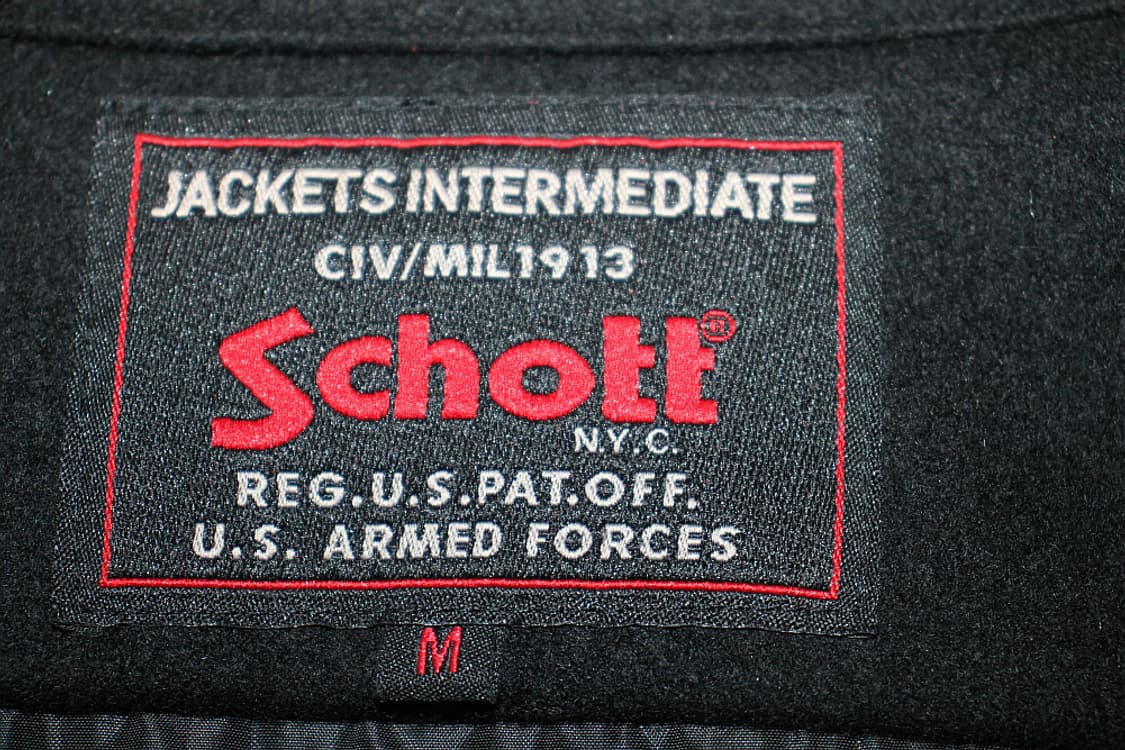 JACKETS INTERMEDIATE
CIV/MIL1913
Schott®
N.Y.C.
REG.U.S.PAT.OFF.
U.S. ARMED FORCES
M